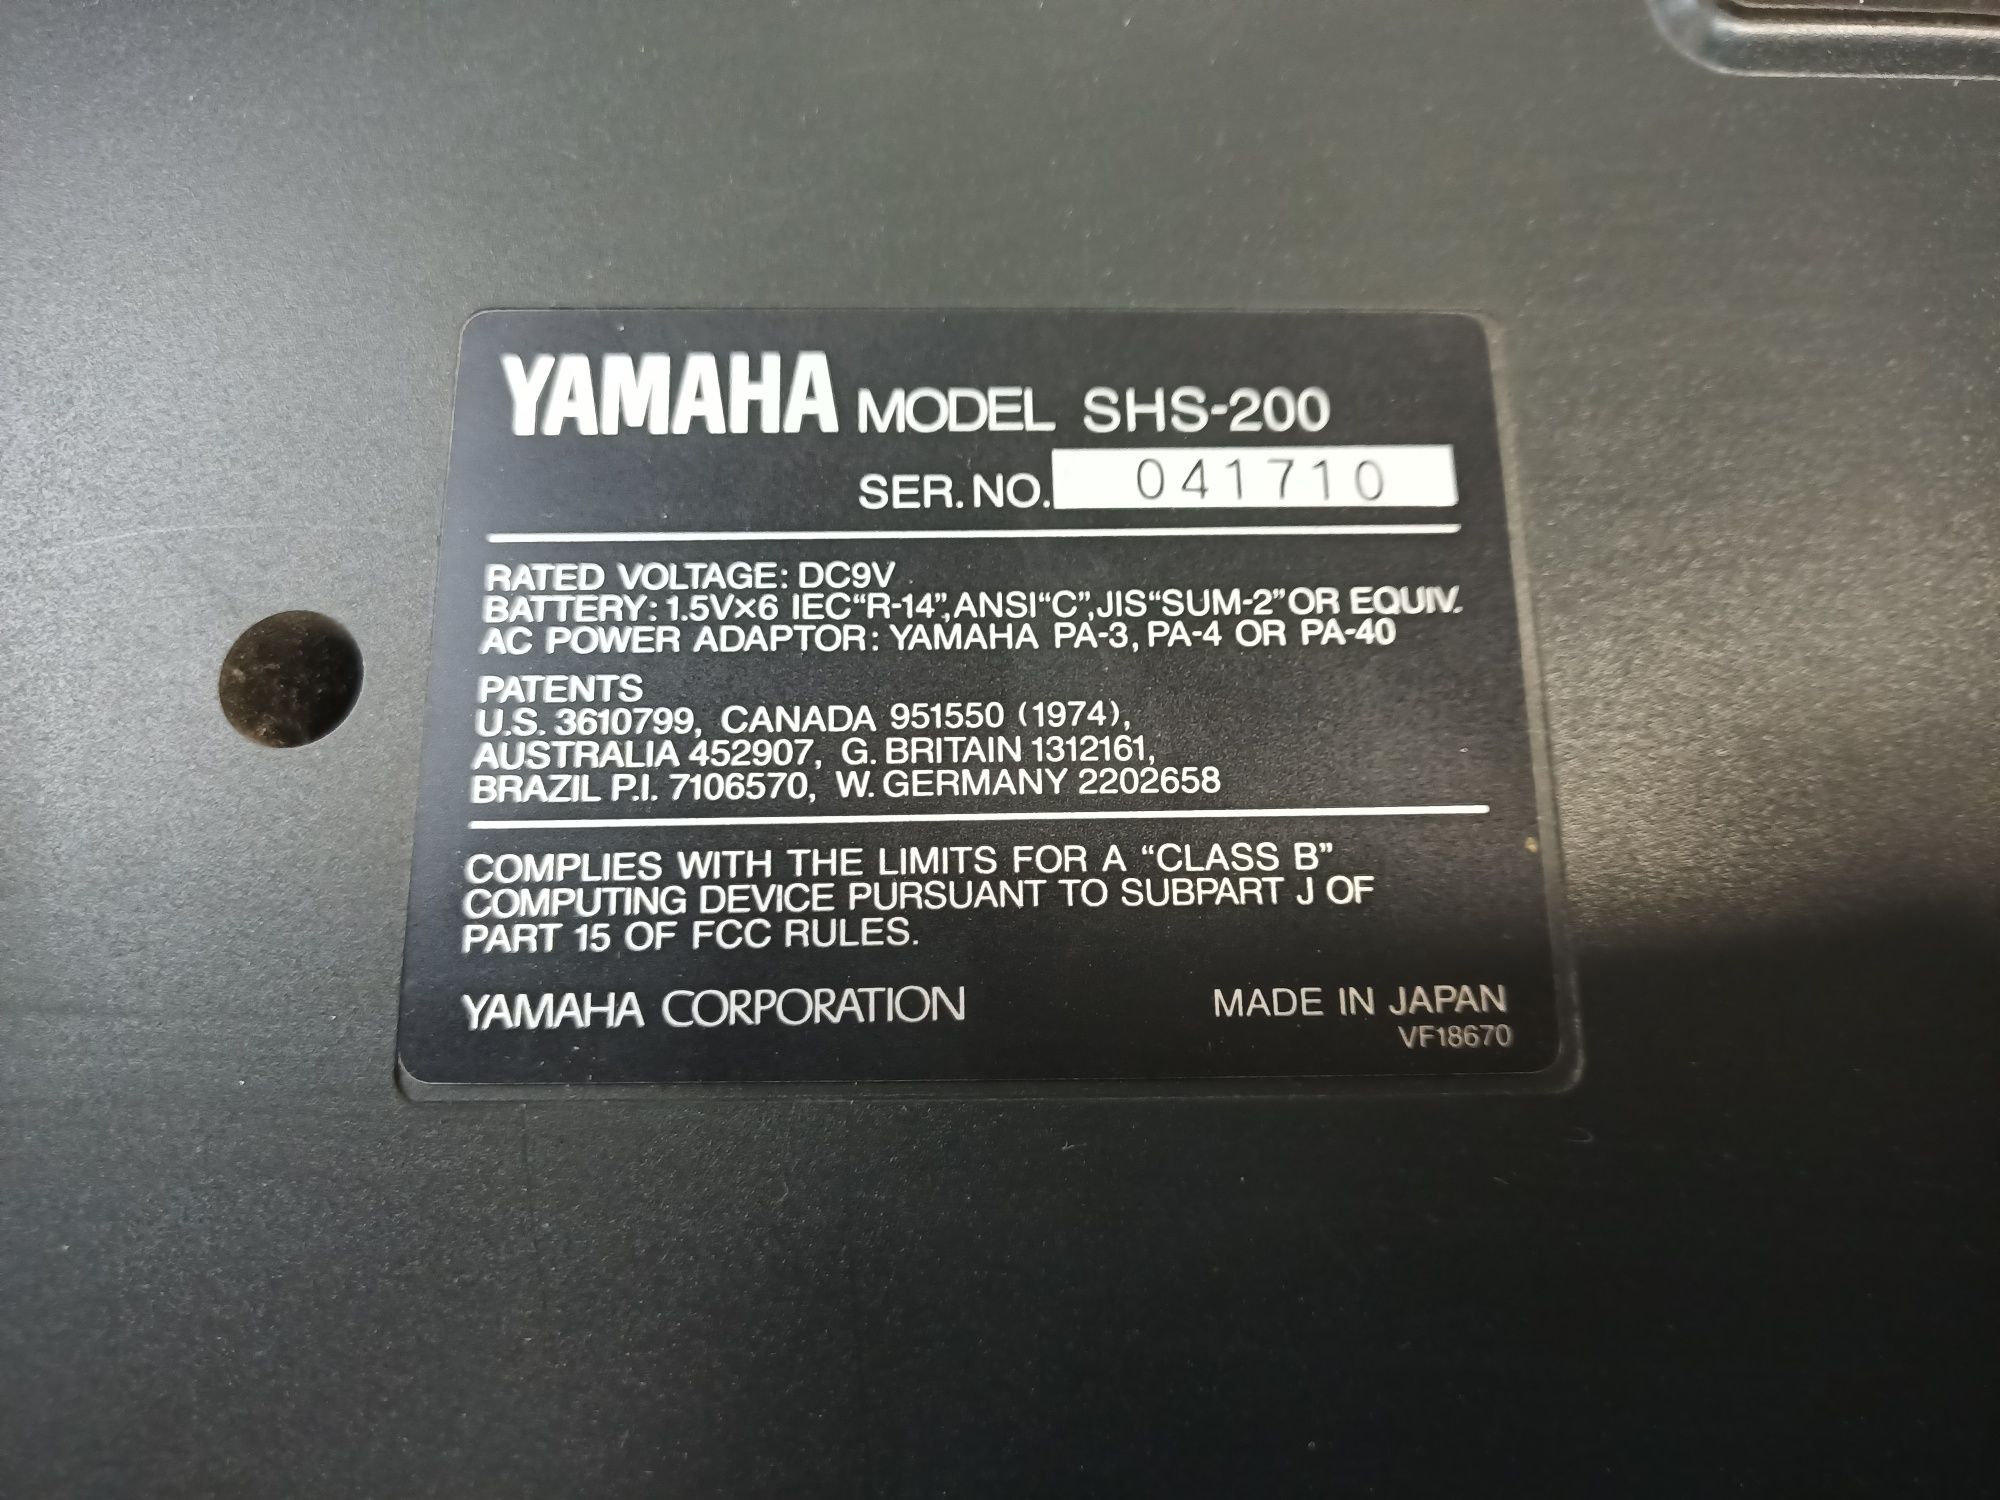 YAMAHA MODEL SHS-200
SER. NO. 041710
RATED VOLTAGE: DC9V
BATTERY: 1.5V×6 IEC“R-14”, ANSI“C”, JIS“SUM-2” OR EQUIV.
AC POWER ADAPTOR: YAMAHA PA-3, PA-4 OR PA-40
PATENTS
U.S. 3610799, CANADA 951550 (1974),
AUSTRALIA 452907, G. BRITAIN 1312161,
BRAZIL P.I. 7106570, W. GERMANY 2202658
COMPLIES WITH THE LIMITS FOR A “CLASS B”
COMPUTING DEVICE PURSUANT TO SUBPART J OF
PART 15 OF FCC RULES.
YAMAHA CORPORATION MADE IN JAPAN
VF18670